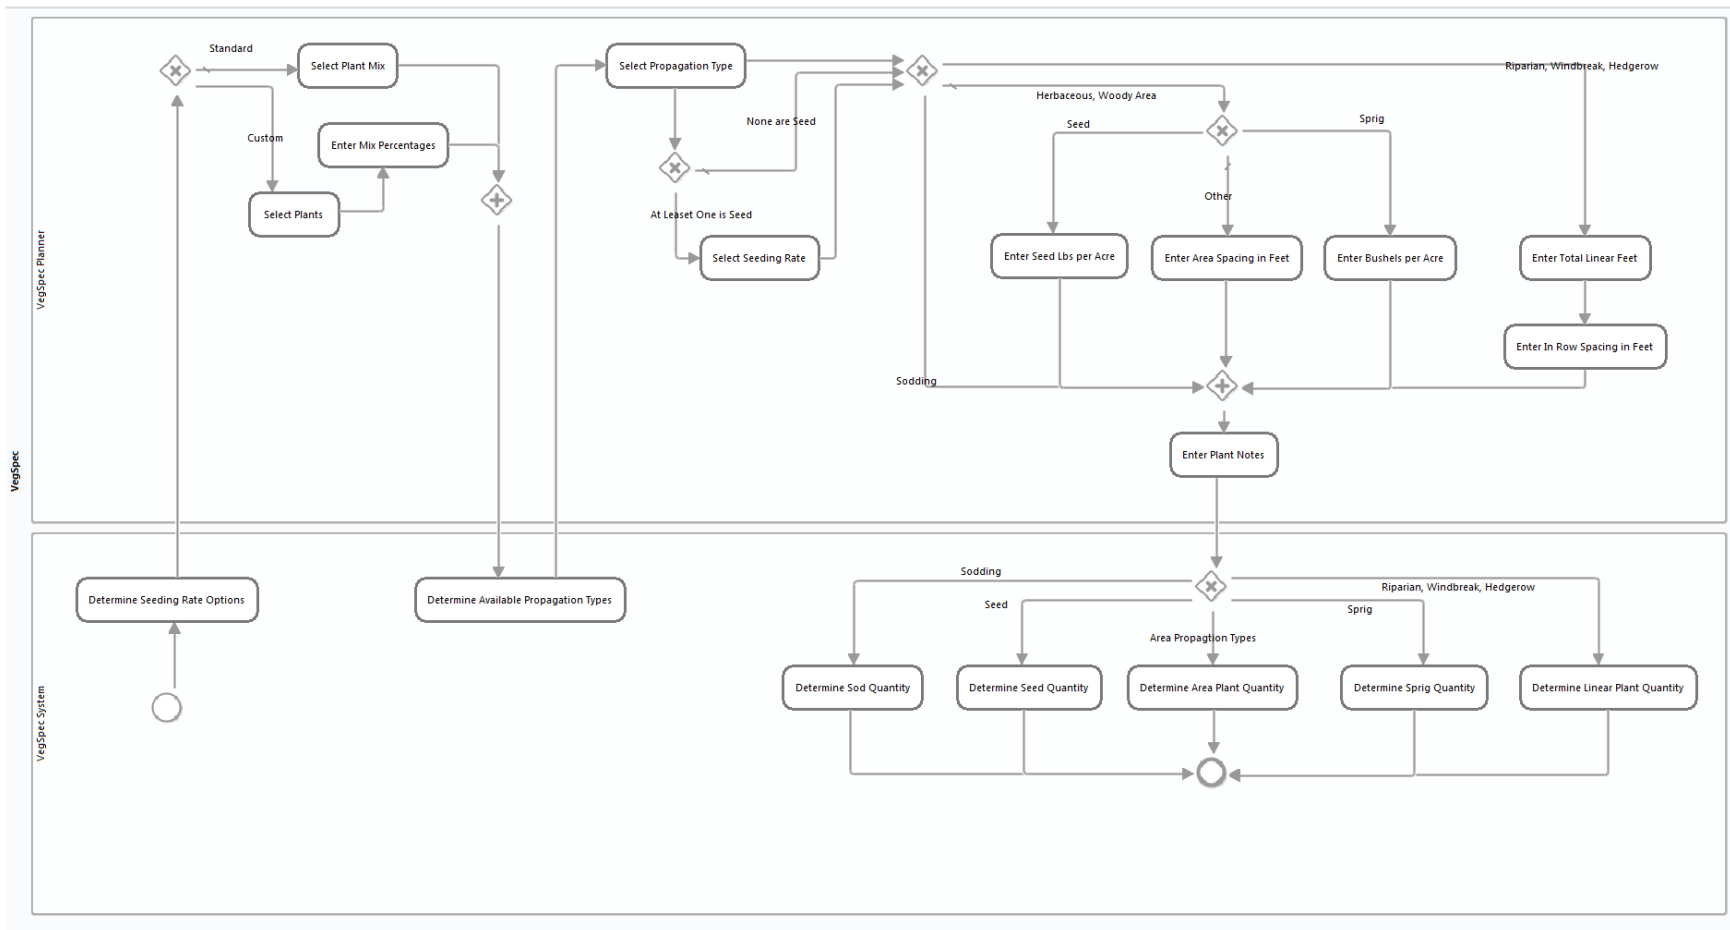 VegSpec
VegSpec Planner
Standard
Select Plant Mix
Custom
Enter Mix Percentages
Select Plants
Select Propagation Type
None are Seed
At Leaset One is Seed
Select Seeding Rate
Riparian, Windbreak, Hedgerow
Herbaceous, Woody Area
Seed
Sprig
Other
Enter Seed Lbs per Acre
Enter Area Spacing in Feet
Enter Bushels per Acre
Enter Total Linear Feet
Enter In Row Spacing in Feet
Sodding
Enter Plant Notes
VegSpec System
Determine Seeding Rate Options
Determine Available Propagation Types
Sodding
Seed
Area Propagtion Types
Sprig
Riparian, Windbreak, Hedgerow
Determine Sod Quantity
Determine Seed Quantity
Determine Area Plant Quantity
Determine Sprig Quantity
Determine Linear Plant Quantity